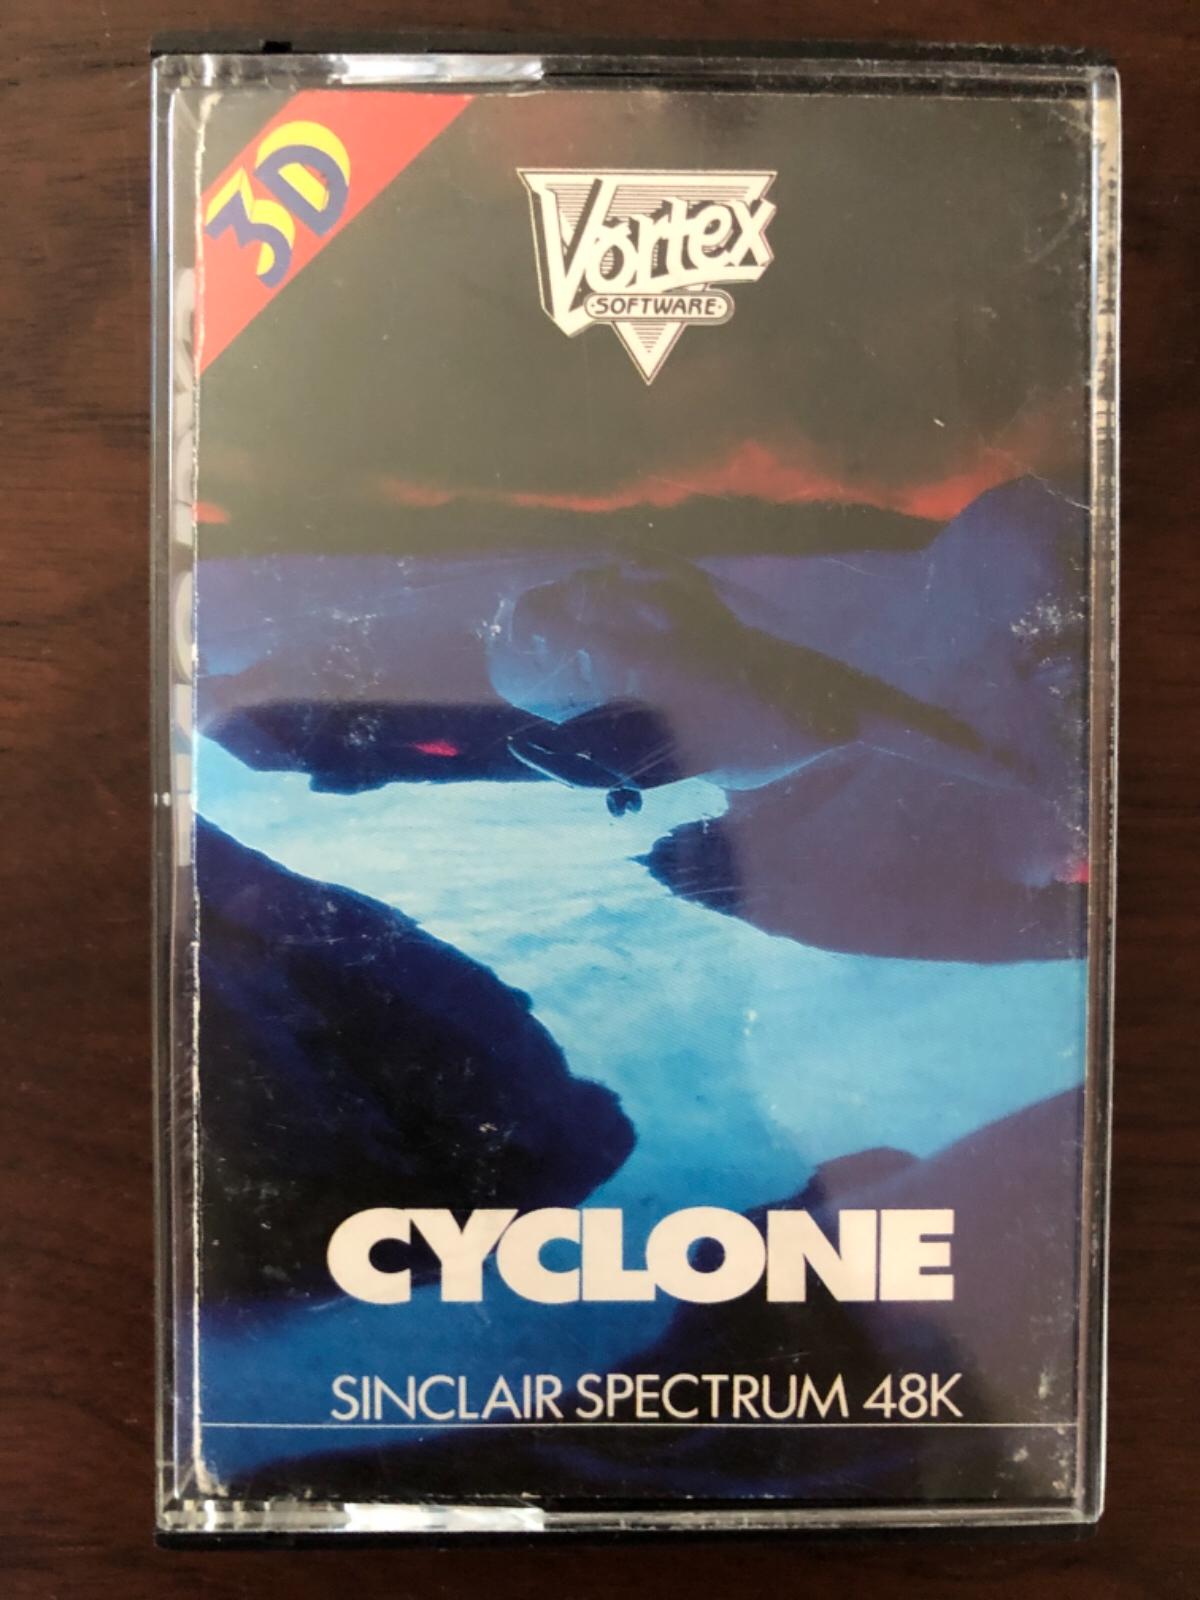 3D
Vortex
·SOFTWARE·
CYCLONE
SINCLAIR SPECTRUM 48K